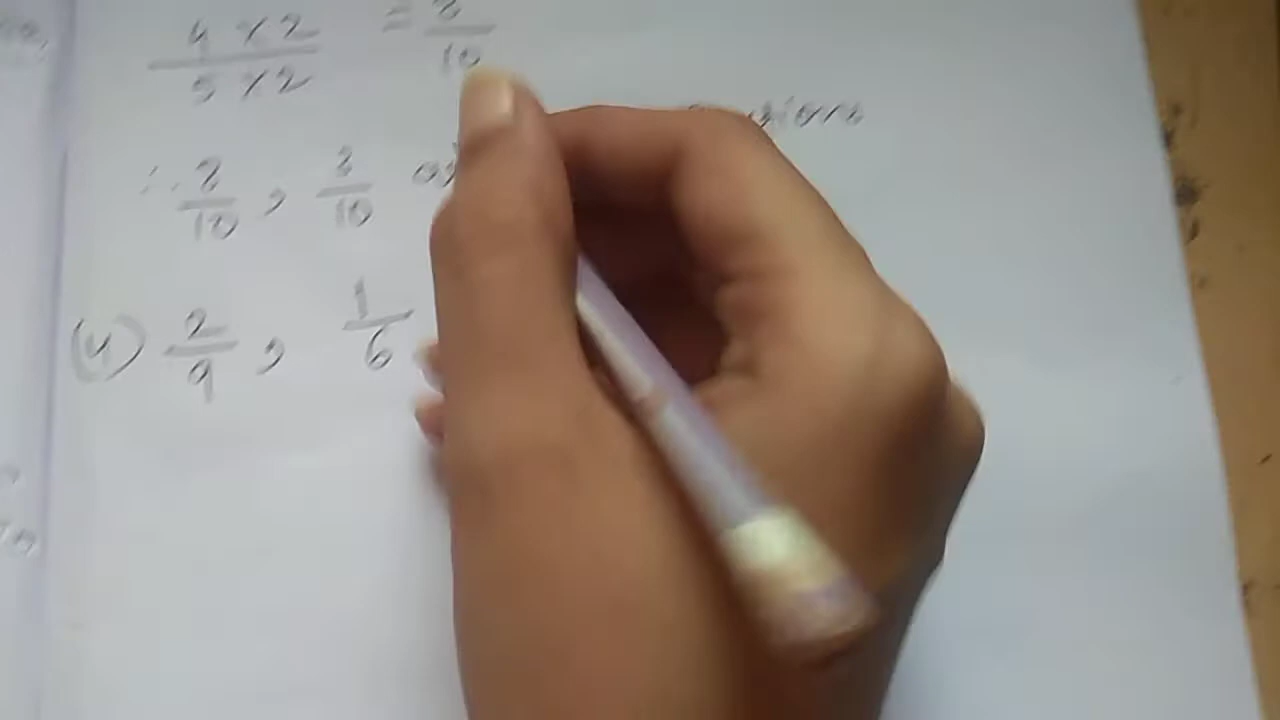 4 × 2 = 8
5 × 2 10
∴ 8/10 , 3/10
(4) 2/9 , 1/6